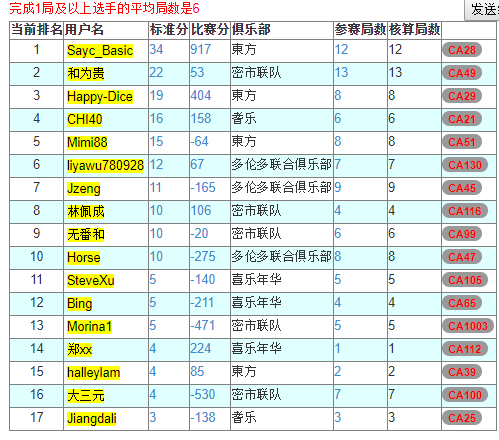 完成1局及以上选手的平均局数是6
发送
当前排名 用户名 标准分 比赛分 俱乐部 参赛局数 核算局数
1 Sayc_Basic 34 917 東方 12 12 CA28
2 和为贵 22 53 密市联队 13 13 CA49
3 Happy-Dice 19 404 東方 8 8 CA29
4 CHI40 16 158 耆乐 6 6 CA21
5 Mimi88 15 -64 東方 8 8 CA51
6 liyawu780928 12 67 多伦多联合俱乐部 7 7 CA130
7 Jzeng 11 -165 多伦多联合俱乐部 9 9 CA45
8 林佩成 10 106 密市联队 4 4 CA116
9 无番和 10 -20 密市联队 6 6 CA99
10 Horse 10 -275 多伦多联合俱乐部 8 8 CA47
11 SteveXu 5 -140 喜乐年华 5 5 CA105
12 Bing 5 -211 喜乐年华 4 4 CA65
13 Morina1 5 -471 密市联队 5 5 CA1003
14 郑xx 4 224 喜乐年华 1 1 CA112
15 halleylam 4 85 東方 2 2 CA39
16 大三元 4 -530 密市联队 7 7 CA100
17 Jiangdali 3 -138 耆乐 3 3 CA25